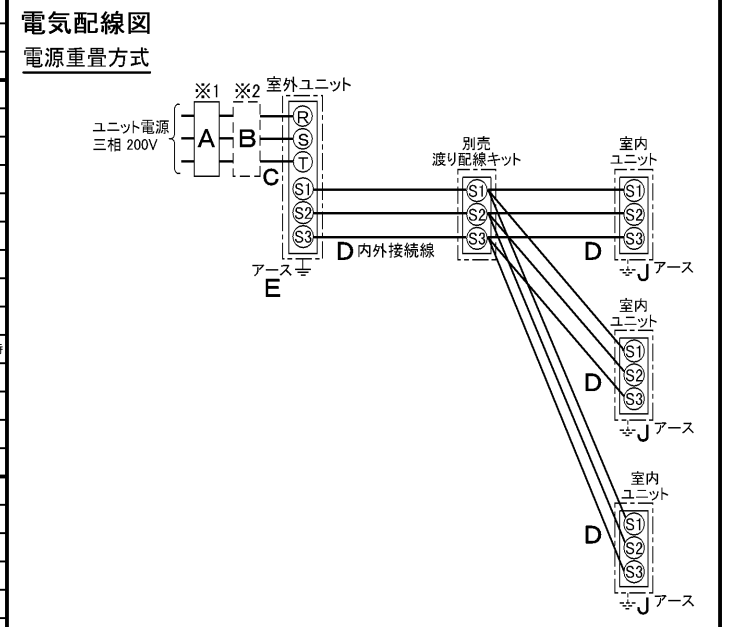 電気配線図
電源重畳方式
※1 ※2 室外ユニット
ユニット電源
三相 200V
A
B
C
R
S
T
S1
S2
S3
アース
E
D 内外接続線
別売
渡り配線キット
S1
S2
S3
室内
ユニット
S1
S2
S3
D
J アース
室内
ユニット
S1
S2
S3
D
J アース
室内
ユニット
S1
S2
S3
D
J アース